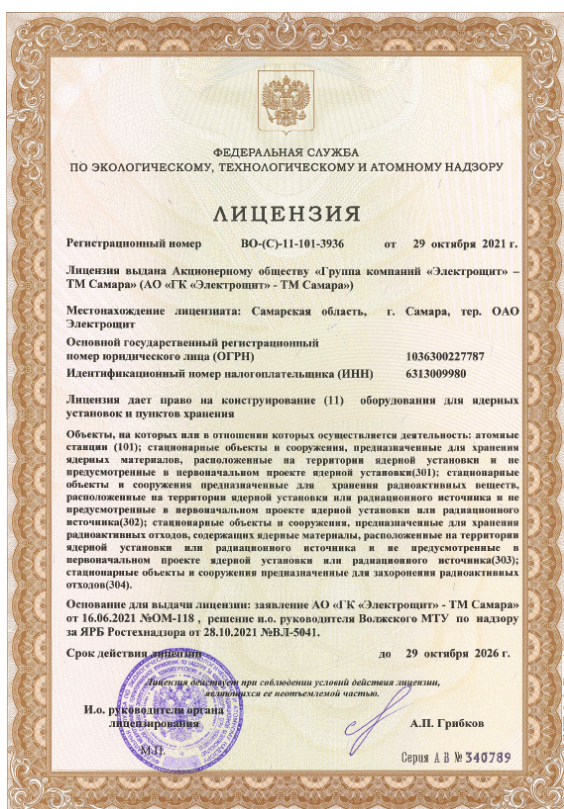 ФЕДЕРАЛЬНАЯ СЛУЖБА
ПО ЭКОЛОГИЧЕСКОМУ, ТЕХНОЛОГИЧЕСКОМУ И АТОМНОМУ НАДЗОРУ
ЛИЦЕНЗИЯ
Регистрационный номер ВО-(С)-11-101-3936 от 29 октября 2021 г.
Лицензия выдана Акционерному обществу «Группа компаний «Электрощит» –
ТМ Самара» (АО «ГК «Электрощит» - ТМ Самара»)
Местонахождение лицензиата: Самарская область, г. Самара, тер. ОАО
Электрощит
Основной государственный регистрационный
номер юридического лица (ОГРН) 1036300227787
Идентификационный номер налогоплательщика (ИНН) 6313009980
Лицензия дает право на конструирование (11) оборудования для ядерных
установок и пунктов хранения
Объекты, на которых или в отношении которых осуществляется деятельность: атомные
станции (101); стационарные объекты и сооружения, предназначенные для хранения
ядерных материалов, расположенные на территории ядерной установки и не
предусмотренные в первоначальном проекте ядерной установки(301); стационарные
объекты и сооружения предназначенные для хранения радиоактивных веществ,
расположенные на территории ядерной установки или радиационного источника и не
предусмотренные в первоначальном проекте ядерной установки или радиационного
источника(302); стационарные объекты и сооружения, предназначенные для хранения
радиоактивных отходов, содержащих ядерные материалы, расположенные на территории
ядерной установки или радиационного источника и не предусмотренные в
первоначальном проекте ядерной установки или радиационного источника(303);
стационарные объекты и сооружения предназначенные для захоронения радиоактивных
отходов(304).
Основание для выдачи лицензии: заявление АО «ГК «Электрощит» - ТМ Самара»
от 16.06.2021 №ОМ-118 , решение и.о. руководителя Волжского МТУ по надзору
за ЯРБ Ростехнадзора от 28.10.2021 №ВЛ-5041.
Срок действия лицензии до 29 октября 2026 г.
Лицензия действует при соблюдении условий действия лицензии,
являющихся ее неотъемлемой частью.
И.о. руководителя органа
лицензирования А.П. Грибков
М.П.
Серия А В № 340789